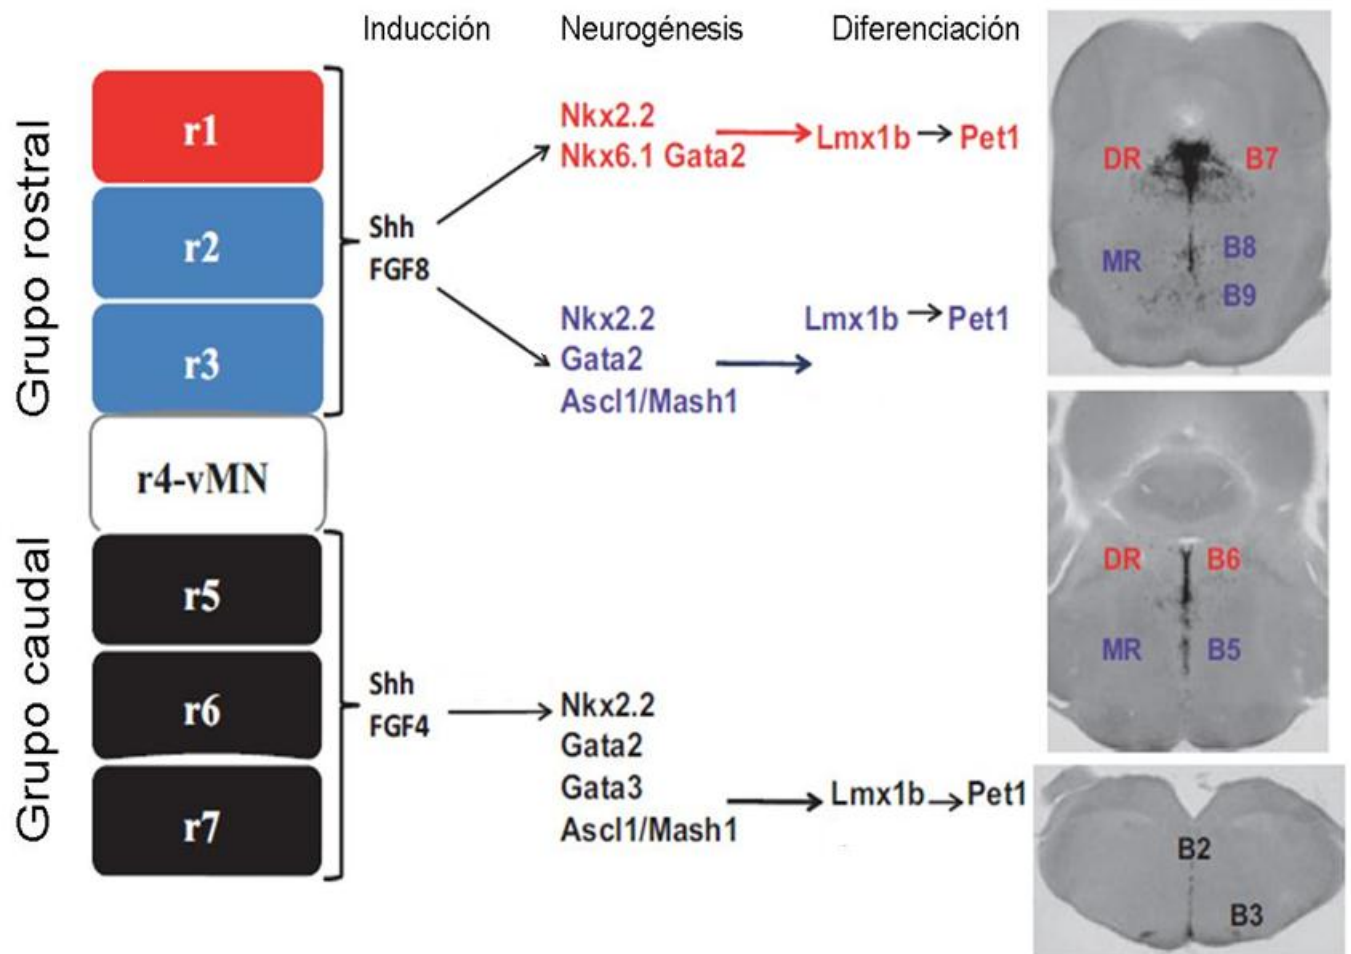 Inducción
Neurogénesis
Diferenciación
Grupo rostral
r1
r2
r3
Shh
FGF8
Nkx2.2
Nkx6.1 Gata2
Lmx1b
Pet1
Nkx2.2
Gata2
Ascl1/Mash1
Lmx1b
Pet1
r4-vMN
Grupo caudal
r5
r6
r7
Shh
FGF4
Nkx2.2
Gata2
Gata3
Ascl1/Mash1
Lmx1b
Pet1
DR
B7
MR
B8
B9
DR
B6
MR
B5
B2
B3